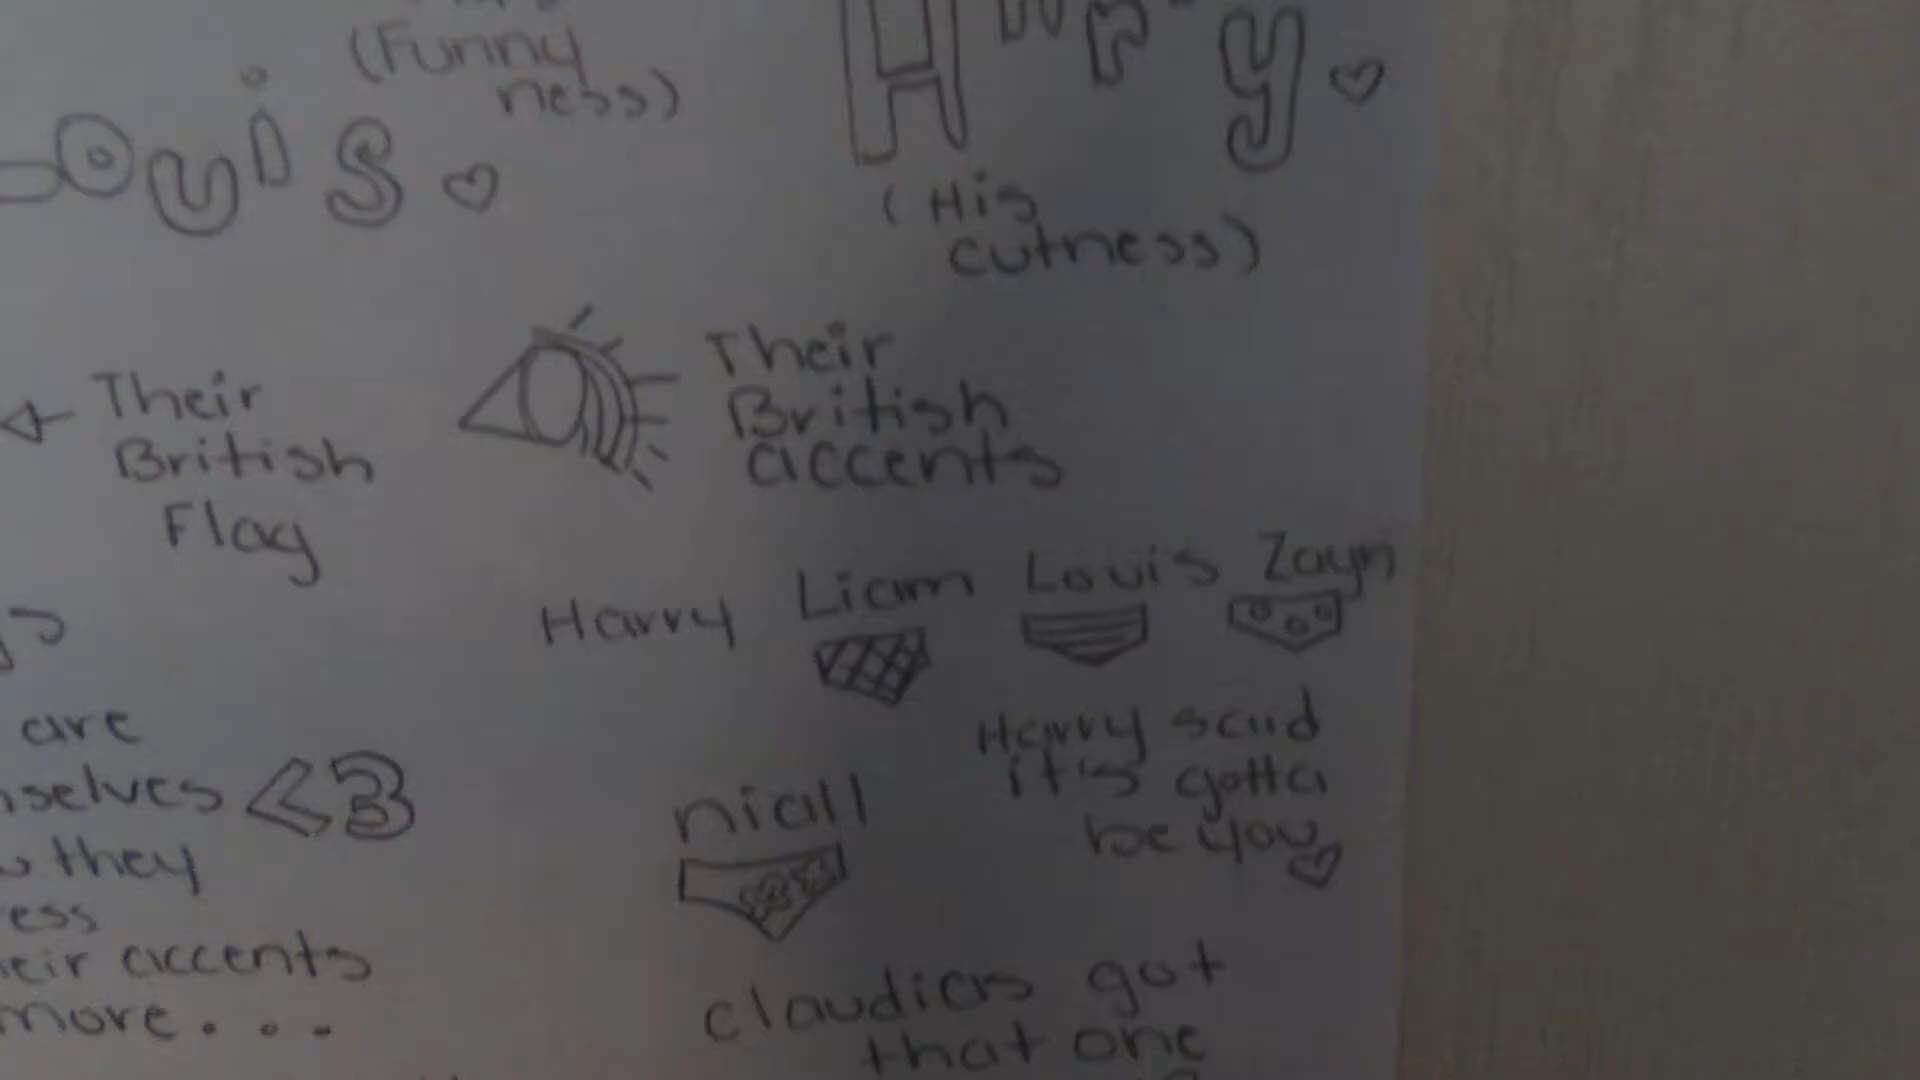 (Funny
ness)
ouis
Harry
(His
cutness)
Their
British
Flag
Their
British
accents
Harry Liam Louis Zayn
are
selves <3
they
ess
eir accents
more...
niall
Harry said
it's gotta
be you
claudias got
that one